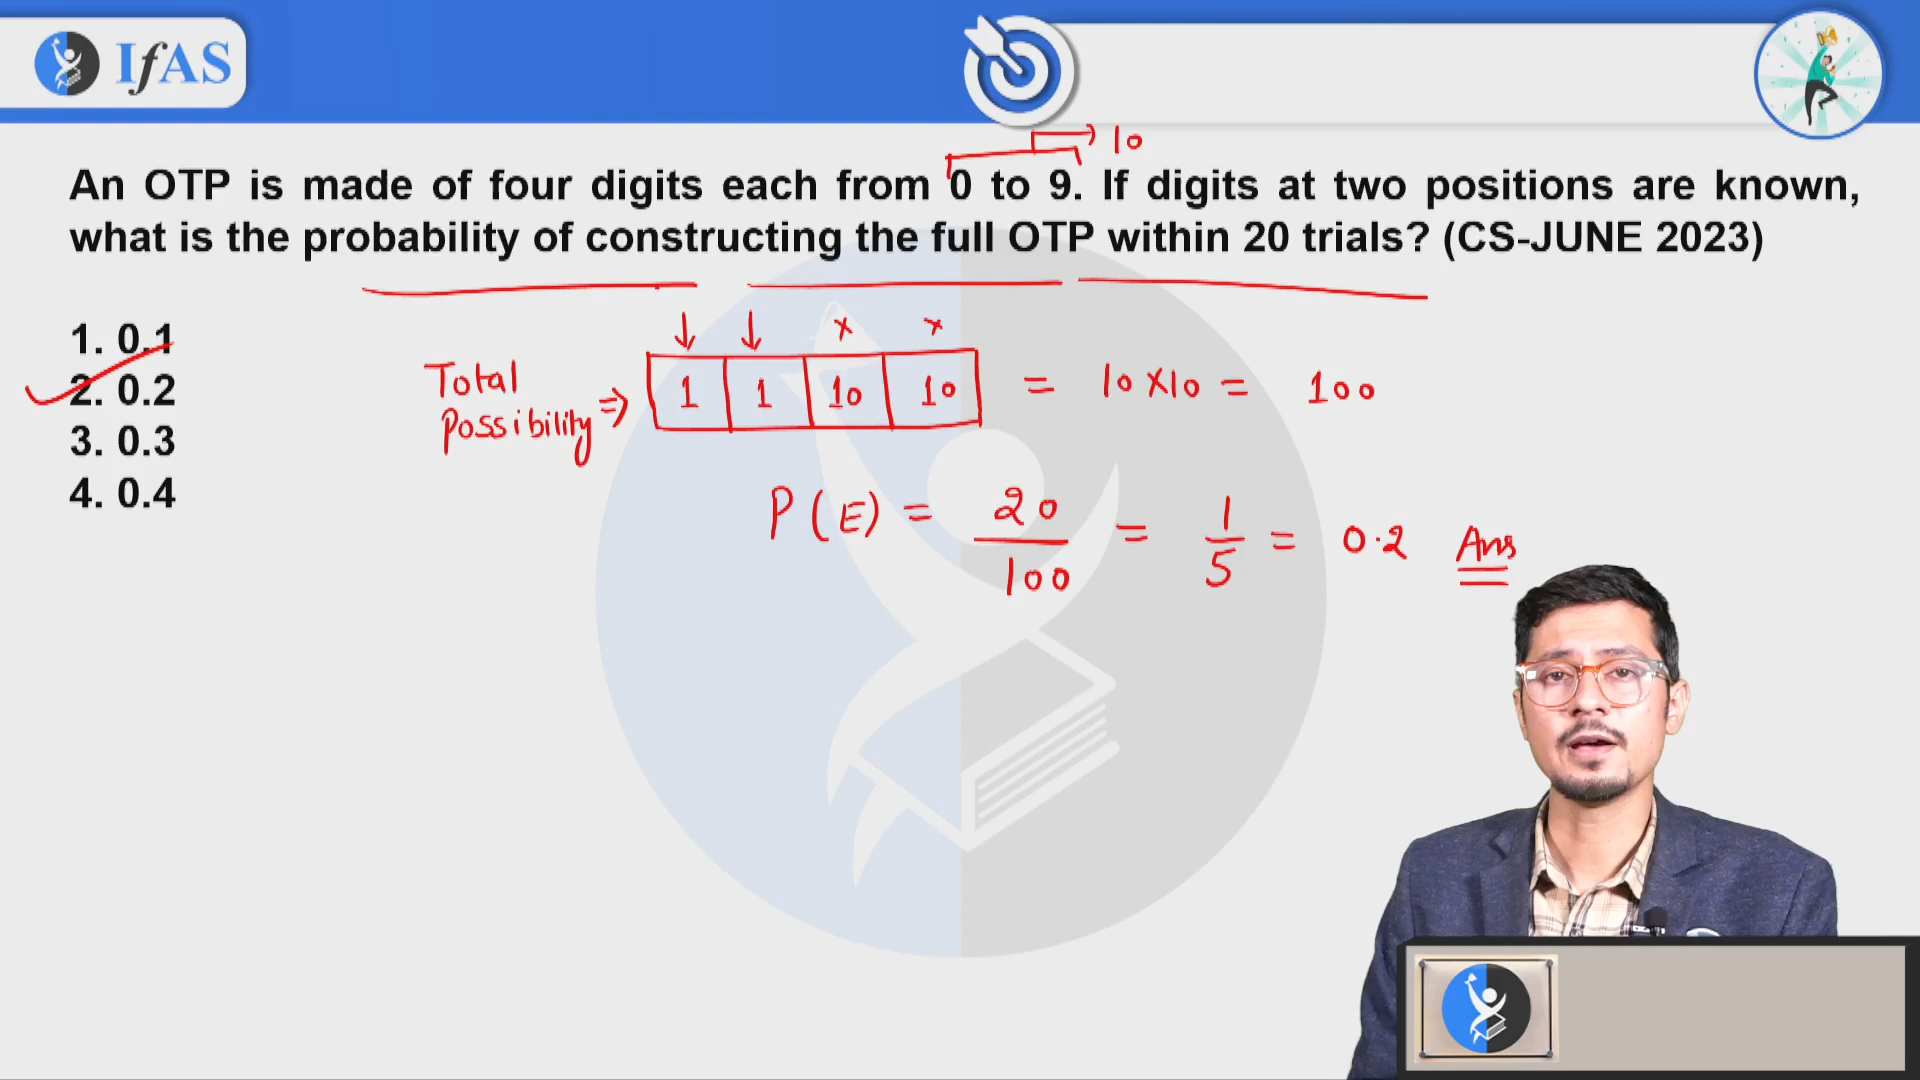 IfAS
10
An OTP is made of four digits each from 0 to 9. If digits at two positions are known,
what is the probability of constructing the full OTP within 20 trials? (CS-JUNE 2023)
1. 0.1
2. 0.2
3. 0.3
4. 0.4
↓ ↓ x x
Total Possibility ⇒ 1 1 10 10 = 10 X 10 = 100
P(E) = 20/100 = 1/5 = 0.2 Ans